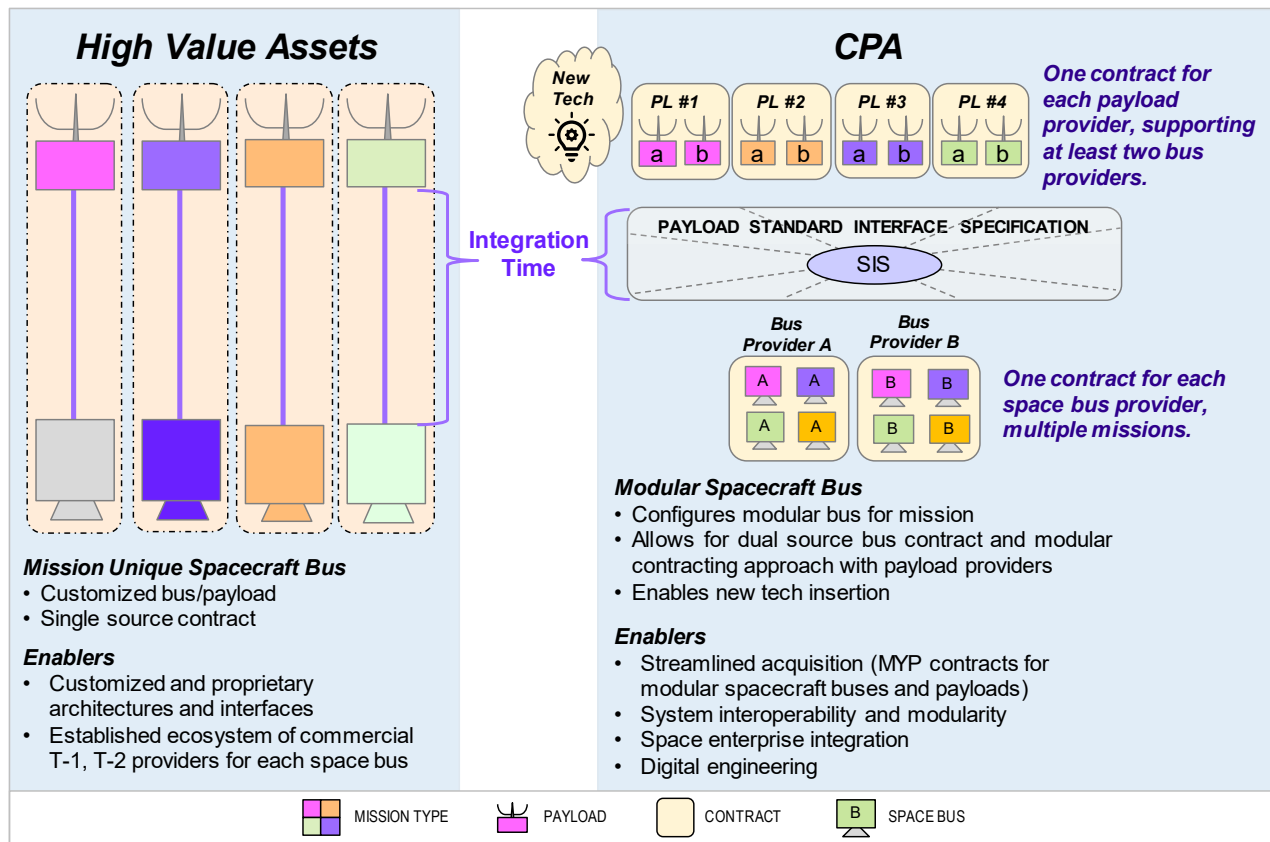 High Value Assets
Mission Unique Spacecraft Bus
• Customized bus/payload
• Single source contract
Enablers
• Customized and proprietary
architectures and interfaces
• Established ecosystem of commercial
T-1, T-2 providers for each space bus
Integration
Time
CPA
New
Tech
PL #1
PL #2
PL #3
PL #4
a b
a b
a b
a b
One contract for
each payload
provider, supporting
at least two bus
providers.
PAYLOAD STANDARD INTERFACE SPECIFICATION
SIS
Bus
Provider A
Bus
Provider B
A A
B B
A A
B B
One contract for each
space bus provider,
multiple missions.
Modular Spacecraft Bus
• Configures modular bus for mission
• Allows for dual source bus contract and modular
contracting approach with payload providers
• Enables new tech insertion
Enablers
• Streamlined acquisition (MYP contracts for
modular spacecraft buses and payloads)
• System interoperability and modularity
• Space enterprise integration
• Digital engineering
MISSION TYPE
PAYLOAD
CONTRACT
B
SPACE BUS